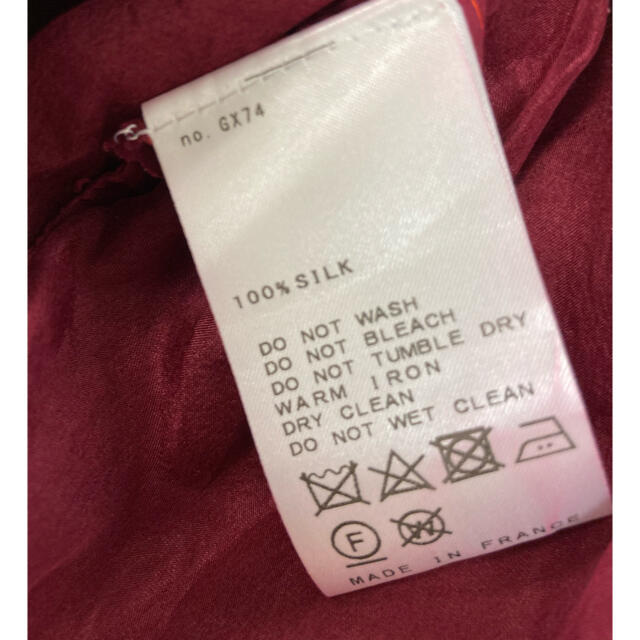 no. GX74
100% SILK
DO NOT WASH
DO NOT BLEACH
DO NOT TUMBLE DRY
WARM IRON
DRY CLEAN
DO NOT WET CLEAN
F W
MADE IN FRANCE